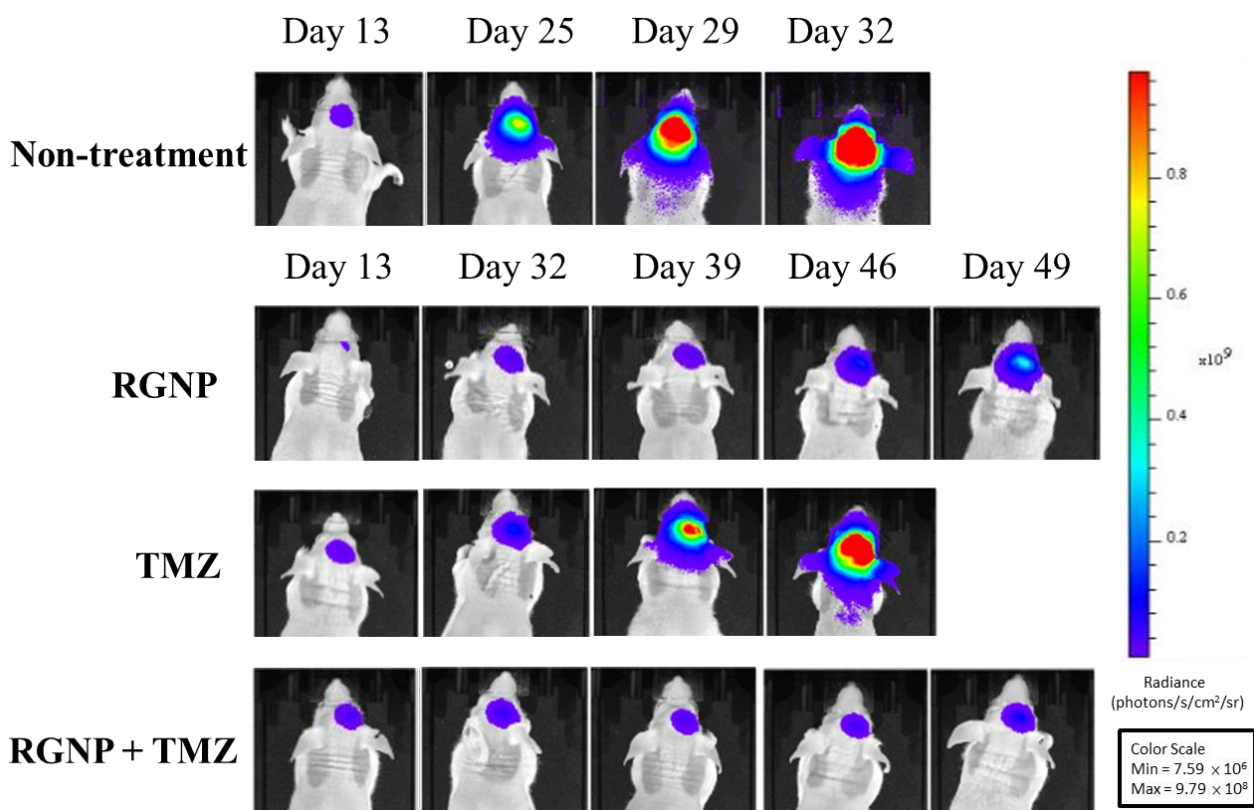 Day 13 Day 25 Day 29 Day 32
Non-treatment
Day 13 Day 32 Day 39 Day 46 Day 49
RGNP
TMZ
RGNP + TMZ
0.8
0.6
x10⁹
0.4
0.2
Radiance
(photons/s/cm²/sr)
Color Scale
Min = 7.59 × 10⁶
Max = 9.79 × 10⁸